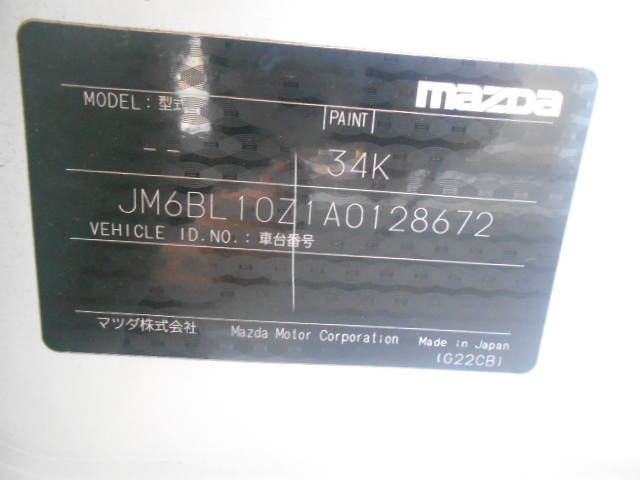 mazda
MODEL: 型式
PAINT
-- 34K
JM6BL10Z1A0128672
VEHICLE ID.NO.: 車台番号
マツダ株式会社 Mazda Motor Corporation Made in Japan
(G22CB)